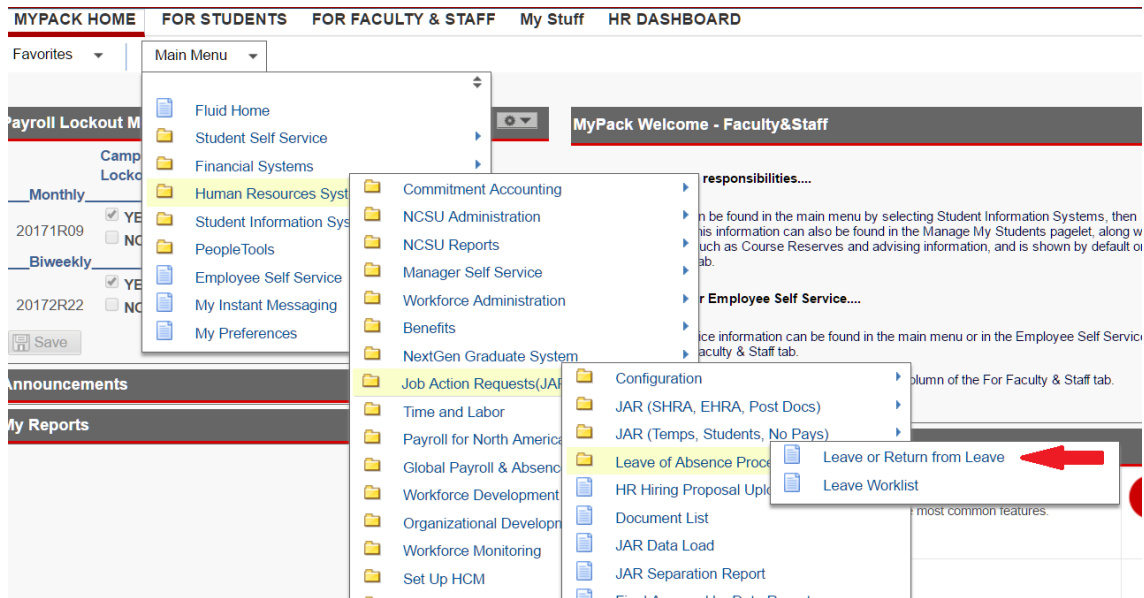 MYPACK HOME FOR STUDENTS FOR FACULTY & STAFF My Stuff HR DASHBOARD
Favorites Main Menu
Fluid Home
Student Self Service
Financial Systems
Human Resources Syst
Student Information Sys
PeopleTools
Employee Self Service
My Instant Messaging
My Preferences
Commitment Accounting
NCSU Administration
NCSU Reports
Manager Self Service
Workforce Administration
Benefits
NextGen Graduate System
Job Action Requests(JAR
Time and Labor
Payroll for North America
Global Payroll & Absenc
Workforce Development
Organizational Developm
Workforce Monitoring
Set Up HCM
Configuration
JAR (SHRA, EHRA, Post Docs)
JAR (Temps, Students, No Pays)
Leave of Absence Proce
HR Hiring Proposal Uplo
Document List
JAR Data Load
JAR Separation Report
Leave or Return from Leave
Leave Worklist
Payroll Lockout M
Camp
Locko
Monthly
YE
20171R09
NO
Biweekly
YE
20172R22
NO
Save
Announcements
My Reports
MyPack Welcome - Faculty&Staff
responsibilities....
n be found in the main menu by selecting Student Information Systems, then
his information can also be found in the Manage My Students pagelet, along w
uch as Course Reserves and advising information, and is shown by default on
ab.
r Employee Self Service....
ice information can be found in the main menu or in the Employee Self Service
aculty & Staff tab.
olumn of the For Faculty & Staff tab.
most common features.